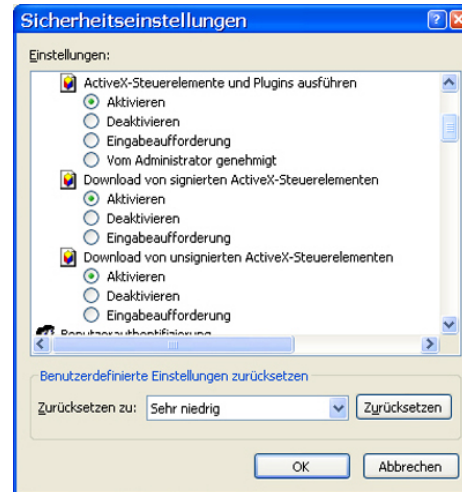 Sicherheitseinstellungen
Einstellungen:
ActiveX-Steuerelemente und Plugins ausführen
Aktivieren
Deaktivieren
Eingabeaufforderung
Vom Administrator genehmigt
Download von signierten ActiveX-Steuerelementen
Aktivieren
Deaktivieren
Eingabeaufforderung
Download von unsignierten ActiveX-Steuerelementen
Aktivieren
Deaktivieren
Eingabeaufforderung
Benutzerauthentifizierung
Benutzerdefinierte Einstellungen zurücksetzen
Zurücksetzen zu: Sehr niedrig Zurücksetzen
OK Abbrechen